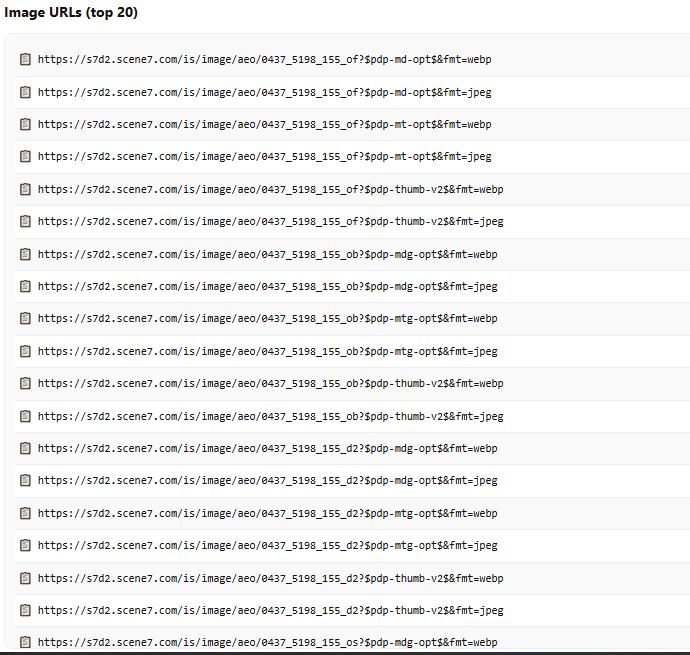 Image URLs (top 20)
https://s7d2.scene7.com/is/image/aeo/0437_5198_155_of?$pdp-md-opt$&fmt=webp
https://s7d2.scene7.com/is/image/aeo/0437_5198_155_of?$pdp-md-opt$&fmt=jpeg
https://s7d2.scene7.com/is/image/aeo/0437_5198_155_of?$pdp-mt-opt$&fmt=webp
https://s7d2.scene7.com/is/image/aeo/0437_5198_155_of?$pdp-mt-opt$&fmt=jpeg
https://s7d2.scene7.com/is/image/aeo/0437_5198_155_of?$pdp-thumb-v2$&fmt=webp
https://s7d2.scene7.com/is/image/aeo/0437_5198_155_of?$pdp-thumb-v2$&fmt=jpeg
https://s7d2.scene7.com/is/image/aeo/0437_5198_155_ob?$pdp-mdg-opt$&fmt=webp
https://s7d2.scene7.com/is/image/aeo/0437_5198_155_ob?$pdp-mdg-opt$&fmt=jpeg
https://s7d2.scene7.com/is/image/aeo/0437_5198_155_ob?$pdp-mtg-opt$&fmt=webp
https://s7d2.scene7.com/is/image/aeo/0437_5198_155_ob?$pdp-mtg-opt$&fmt=jpeg
https://s7d2.scene7.com/is/image/aeo/0437_5198_155_ob?$pdp-thumb-v2$&fmt=webp
https://s7d2.scene7.com/is/image/aeo/0437_5198_155_ob?$pdp-thumb-v2$&fmt=jpeg
https://s7d2.scene7.com/is/image/aeo/0437_5198_155_d2?$pdp-mdg-opt$&fmt=webp
https://s7d2.scene7.com/is/image/aeo/0437_5198_155_d2?$pdp-mdg-opt$&fmt=jpeg
https://s7d2.scene7.com/is/image/aeo/0437_5198_155_d2?$pdp-mtg-opt$&fmt=webp
https://s7d2.scene7.com/is/image/aeo/0437_5198_155_d2?$pdp-mtg-opt$&fmt=jpeg
https://s7d2.scene7.com/is/image/aeo/0437_5198_155_d2?$pdp-thumb-v2$&fmt=webp
https://s7d2.scene7.com/is/image/aeo/0437_5198_155_d2?$pdp-thumb-v2$&fmt=jpeg
https://s7d2.scene7.com/is/image/aeo/0437_5198_155_os?$pdp-mdg-opt$&fmt=webp